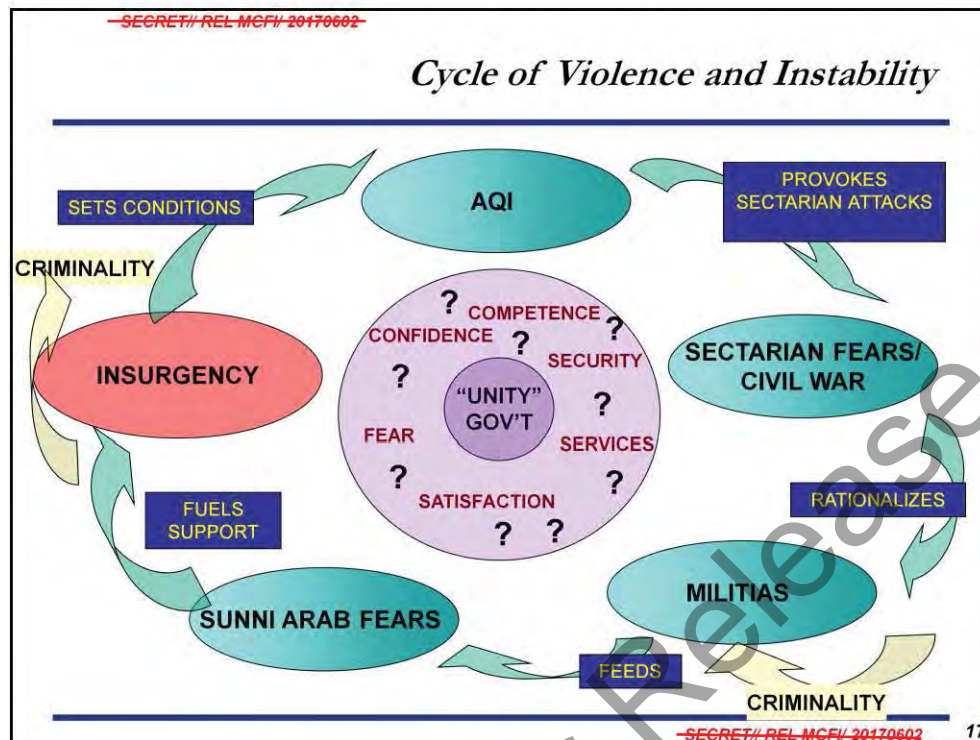 SECRET// REL MCFI// 20170602
Cycle of Violence and Instability
SETS CONDITIONS
AQI
PROVOKES
SECTARIAN ATTACKS
CRIMINALITY
INSURGENCY
?
COMPETENCE
?
CONFIDENCE
?
SECURITY
?
"UNITY"
GOV'T
?
FEAR
SERVICES
?
?
SATISFACTION
?
?
SECTARIAN FEARS/
CIVIL WAR
RATIONALIZES
FUELS
SUPPORT
MILITIAS
SUNNI ARAB FEARS
FEEDS
CRIMINALITY
SECRET// REL MCFI// 20170602
17
Release